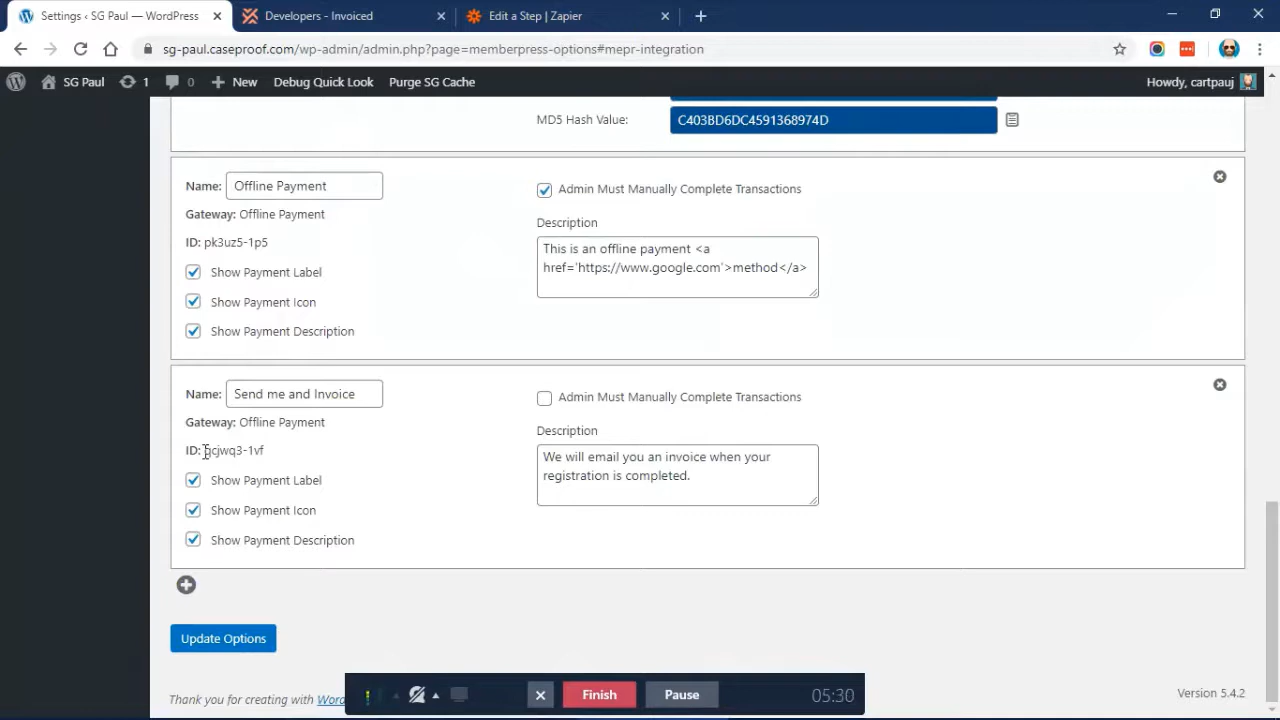 Settings ‹ SG Paul — WordPress
Developers - Invoiced
Edit a Step | Zapier
sg-paul.caseproof.com/wp-admin/admin.php?page=memberpress-options#mepr-integration
SG Paul
1
0
New
Debug Quick Look
Purge SG Cache
Howdy, cartpauj
MD5 Hash Value:
C403BD6DC4591368974D
Name:
Offline Payment
Gateway: Offline Payment
ID: pk3uz5-1p5
Show Payment Label
Show Payment Icon
Show Payment Description
Admin Must Manually Complete Transactions
Description
This is an offline payment <a
href='https://www.google.com'>method</a>
Name:
Send me and Invoice
Gateway: Offline Payment
ID:
Show Payment Label
Show Payment Icon
Show Payment Description
Admin Must Manually Complete Transactions
Description
We will email you an invoice when your
registration is completed.
Update Options
Thank you for creating with
Version 5.4.2
Finish
Pause
05:30